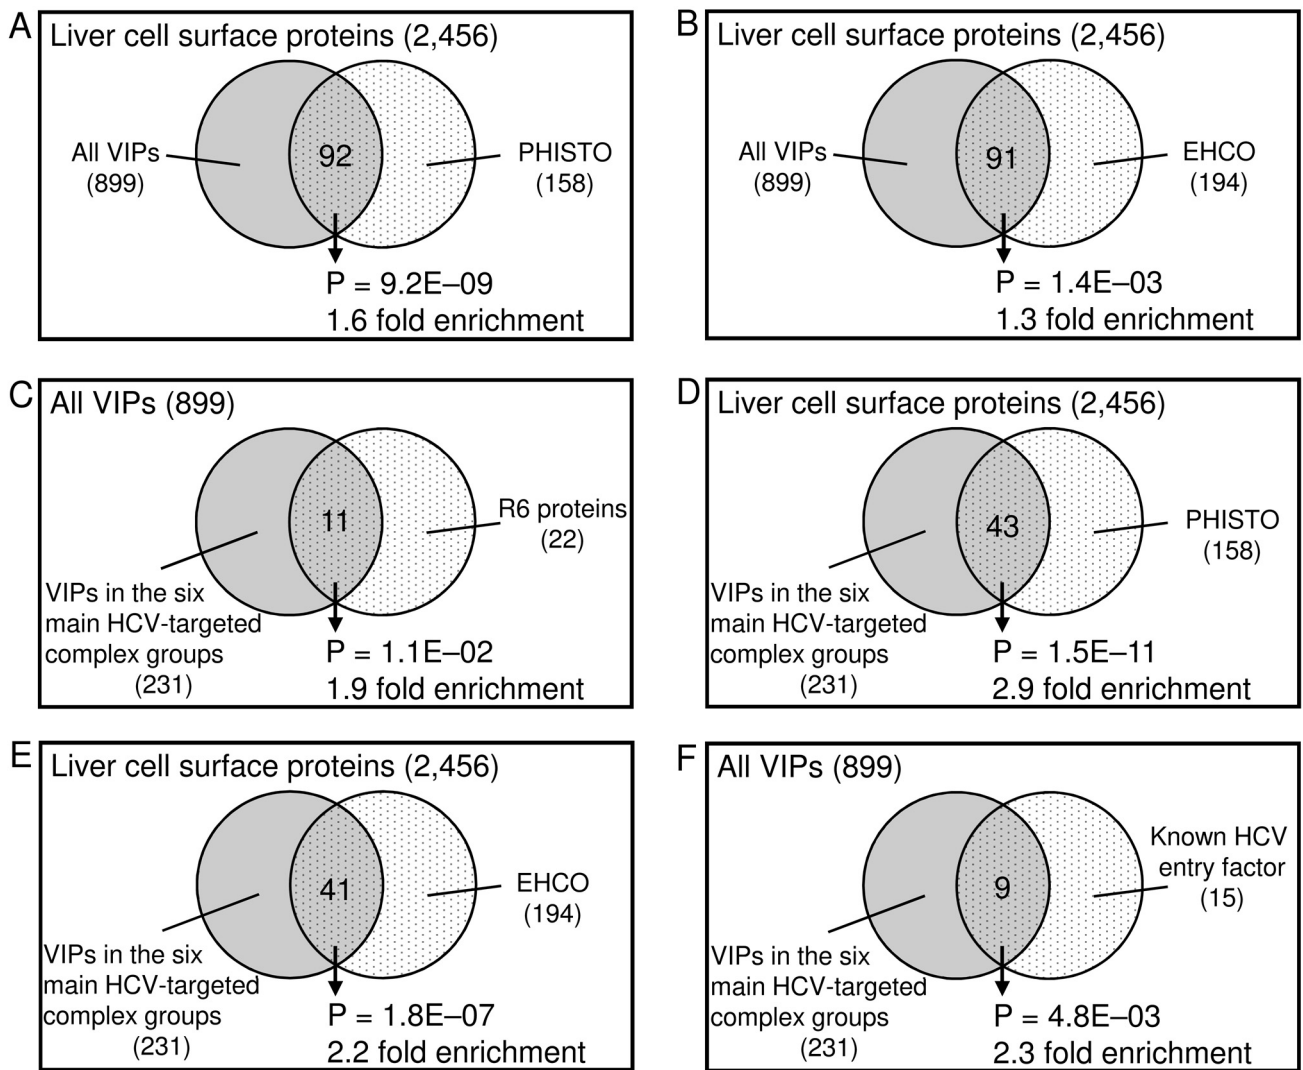 A
Liver cell surface proteins (2,456)
All VIPs
(899)
92
PHISTO
(158)
P = 9.2E–09
1.6 fold enrichment
B
Liver cell surface proteins (2,456)
All VIPs
(899)
91
EHCO
(194)
P = 1.4E–03
1.3 fold enrichment
C
All VIPs (899)
11
R6 proteins
(22)
VIPs in the six
main HCV-targeted
complex groups
(231)
P = 1.1E–02
1.9 fold enrichment
D
Liver cell surface proteins (2,456)
43
PHISTO
(158)
VIPs in the six
main HCV-targeted
complex groups
(231)
P = 1.5E–11
2.9 fold enrichment
E
Liver cell surface proteins (2,456)
41
EHCO
(194)
VIPs in the six
main HCV-targeted
complex groups
(231)
P = 1.8E–07
2.2 fold enrichment
F
All VIPs (899)
9
Known HCV
entry factor
(15)
VIPs in the six
main HCV-targeted
complex groups
(231)
P = 4.8E–03
2.3 fold enrichment